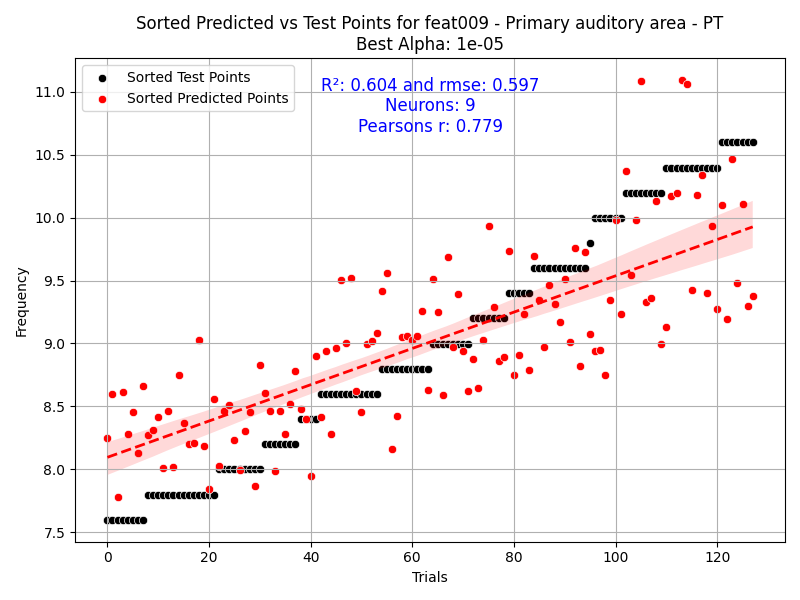 Sorted Predicted vs Test Points for feat009 - Primary auditory area - PT
Best Alpha: 1e-05
Sorted Test Points
Sorted Predicted Points
R²: 0.604 and rmse: 0.597
Neurons: 9
Pearsons r: 0.779
Frequency
11.0
10.5
10.0
9.5
9.0
8.5
8.0
7.5
0 20 40 60 80 100 120
Trials